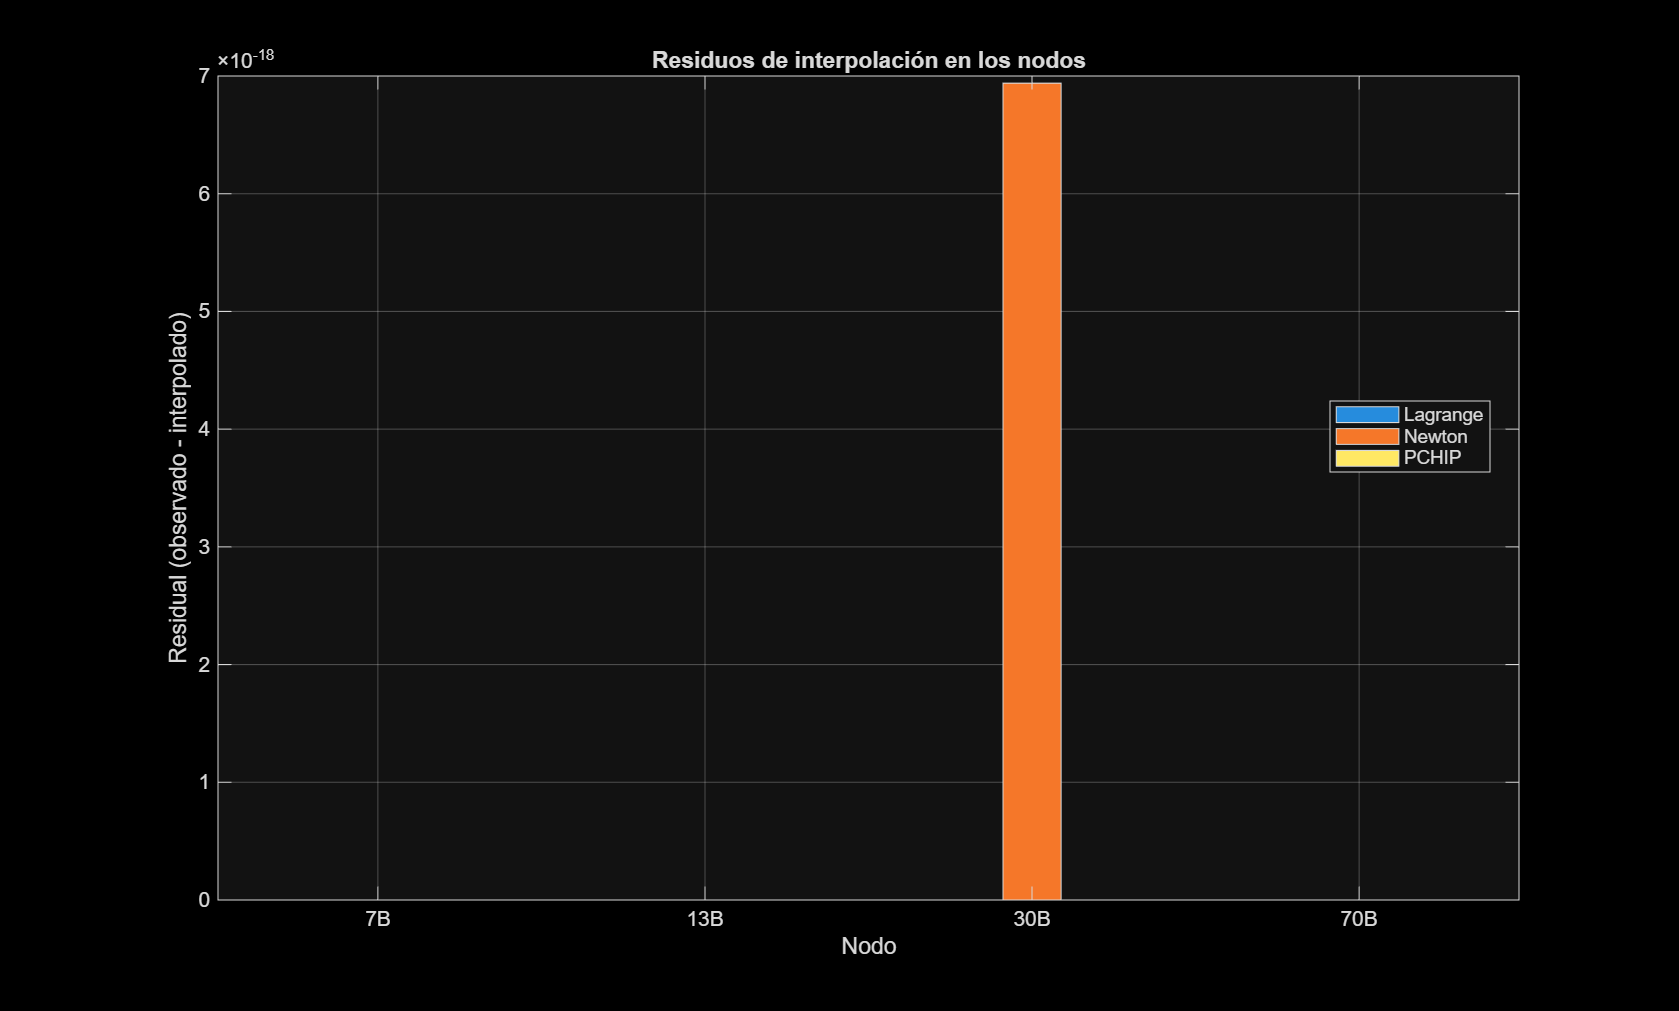 Residuos de interpolación en los nodos
×10-18
7
6
5
4
3
2
1
0
Residual (observado - interpolado)
Lagrange
Newton
PCHIP
7B
13B
30B
70B
Nodo